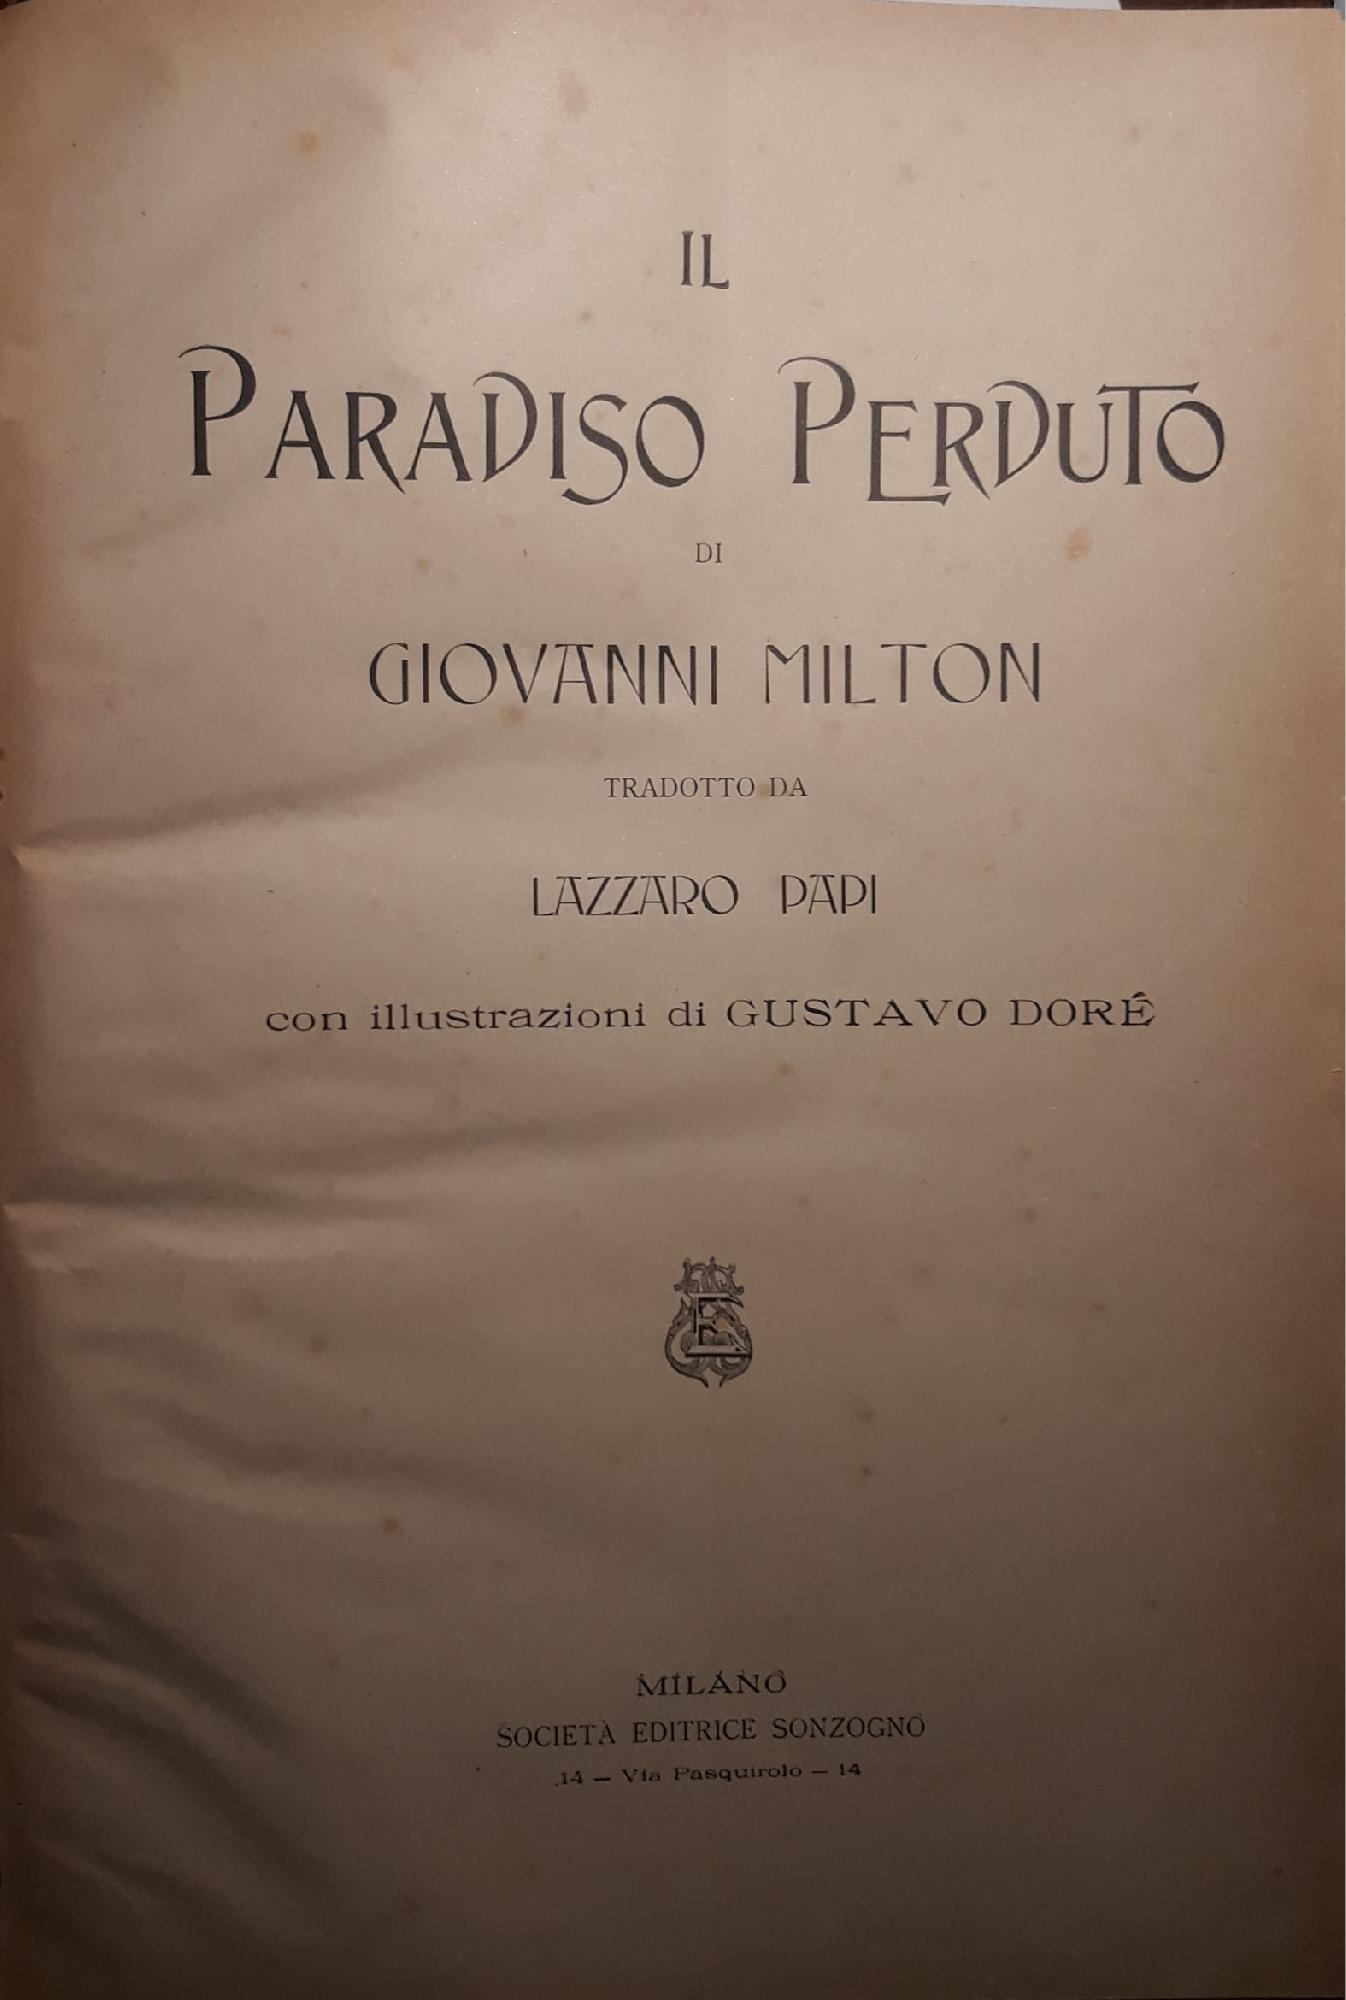 IL
PARADISO PERDUTO
DI
GIOVANNI MILTON
TRADOTTO DA
LAZZARO PAPI
con illustrazioni di GUSTAVO DORÉ
MILANO
SOCIETÀ EDITRICE SONZOGNO
14 — Via Pasquirolo — 14